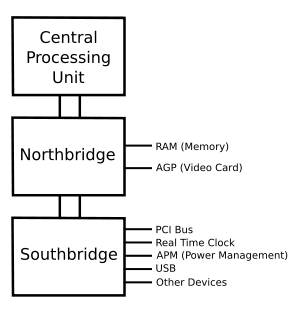 Central
Processing
Unit
Northbridge
RAM (Memory)
AGP (Video Card)
Southbridge
PCI Bus
Real Time Clock
APM (Power Management)
USB
Other Devices